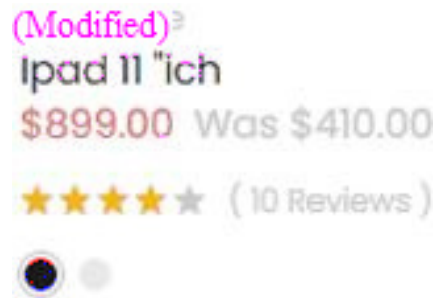 (Modified)
Ipad 11 "ich
$899.00 Was $410.00
( 10 Reviews )